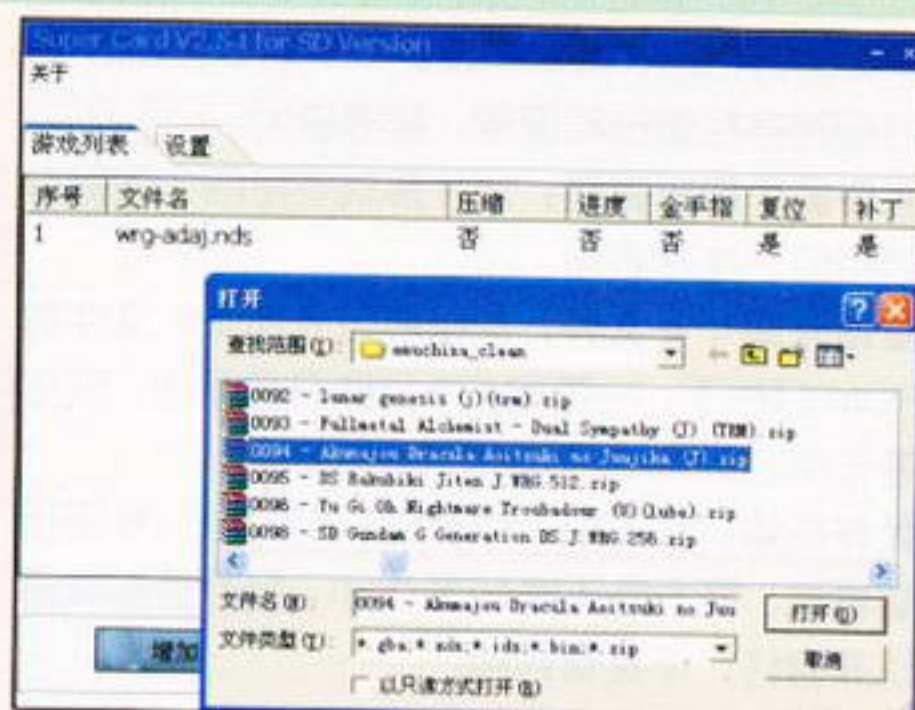 Super Card V2.54 for SD Version
关于
游戏列表 设置
序号 文件名 压缩 进度 金手指 复位 补丁
1 wrg-adaj.nds 否 否 否 是 是
打开
查找范围(I): emuchina_clean
0092 - lunar genesis (j)(trm).zip
0093 - Fullmetal Alchemist - Dual Sympathy (J) (TRM).zip
0094 - Akumajou Dracula Aoitsuki no Juujika (J).zip
0095 - DS Rakubiki Jiten J WRG.512.zip
0096 - Yu Gi Oh Nightmare Troubadour (U)(Lube).zip
0098 - SD Gundam G Generation DS J WRG 256.zip
文件名(N): 0094 - Akumajou Dracula Aoitsuki no Juu 打开(O)
文件类型(T): *.gba;*.nds;*.ids;*.bin;*.zip 取消
以只读方式打开(R)
增加